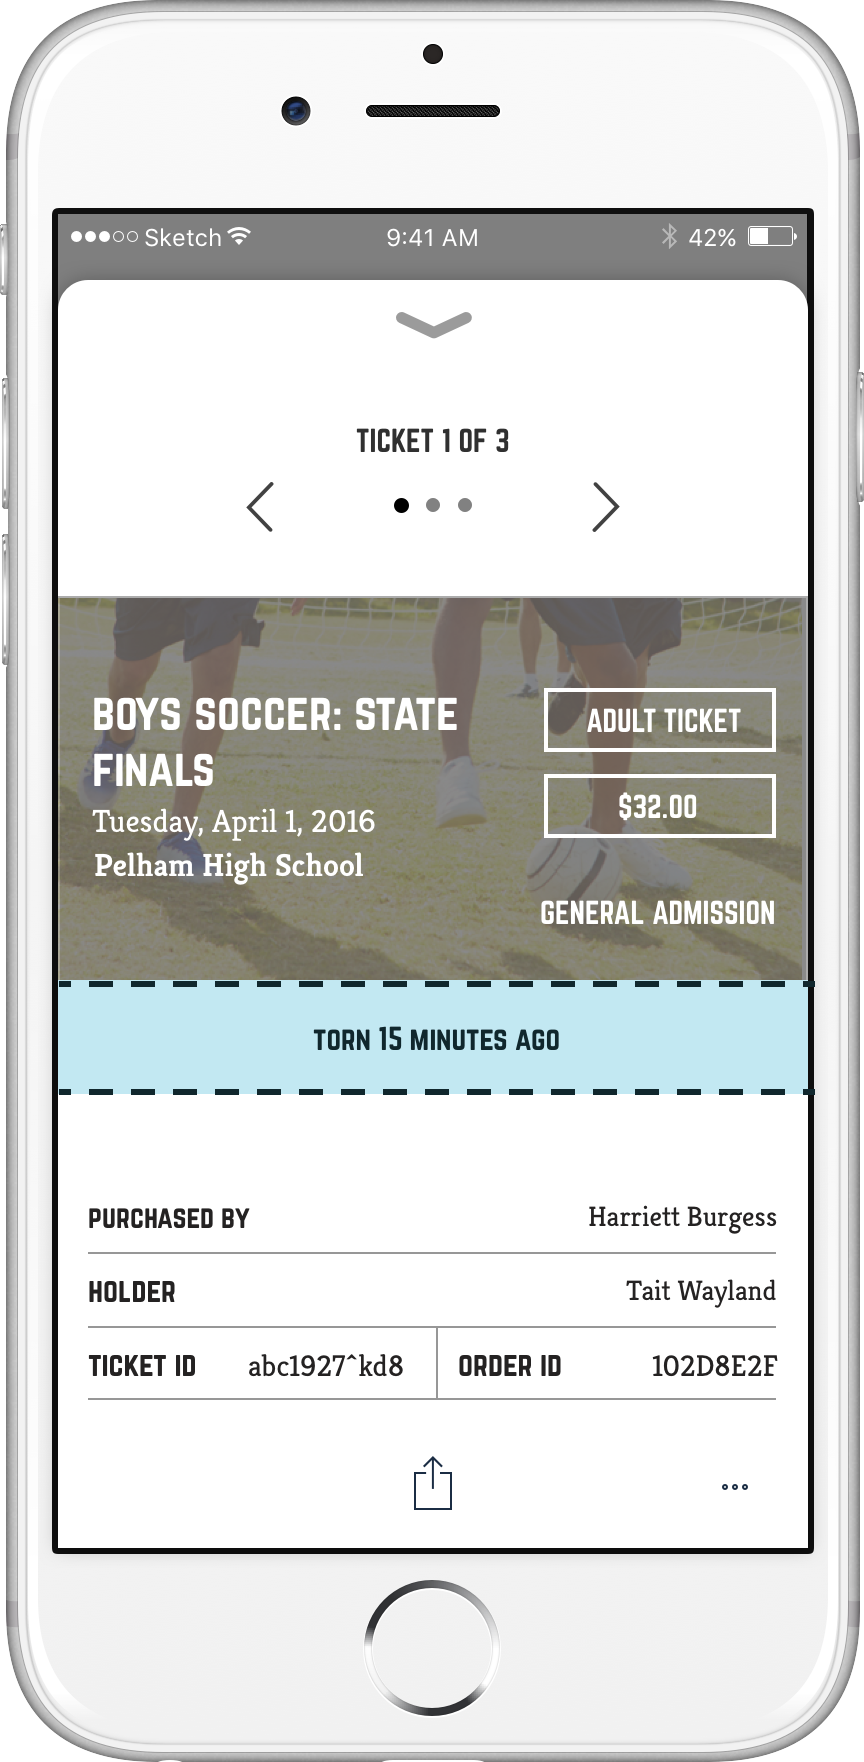 Sketch 9:41 AM 42%
TICKET 1 OF 3
BOYS SOCCER: STATE
FINALS
Tuesday, April 1, 2016
Pelham High School
ADULT TICKET
$32.00
GENERAL ADMISSION
TORN 15 MINUTES AGO
PURCHASED BY Harriett Burgess
HOLDER Tait Wayland
TICKET ID abc1927^kd8 ORDER ID 102D8E2F